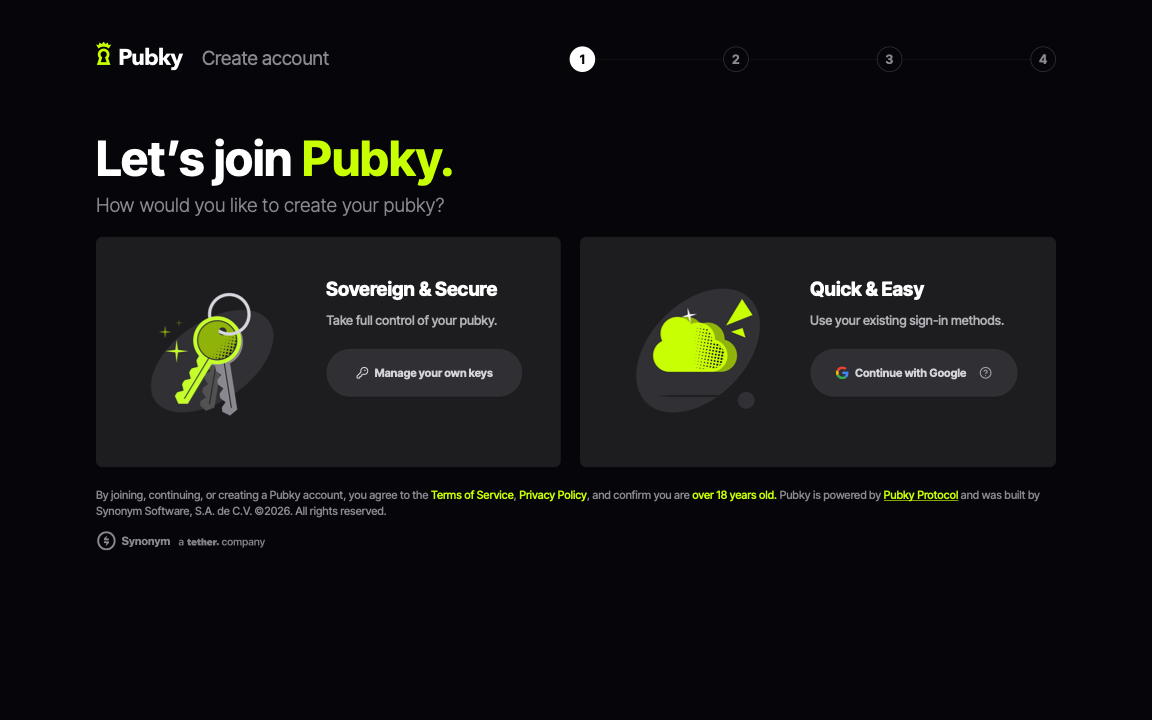 Pubky Create account 1 2 3 4
Let’s join Pubky.
How would you like to create your pubky?
Sovereign & Secure
Take full control of your pubky.
Manage your own keys
Quick & Easy
Use your existing sign-in methods.
Continue with Google ?
By joining, continuing, or creating a Pubky account, you agree to the Terms of Service, Privacy Policy, and confirm you are over 18 years old. Pubky is powered by Pubky Protocol and was built by
Synonym Software, S.A. de C.V. ©2026. All rights reserved.
Synonym a tether. company